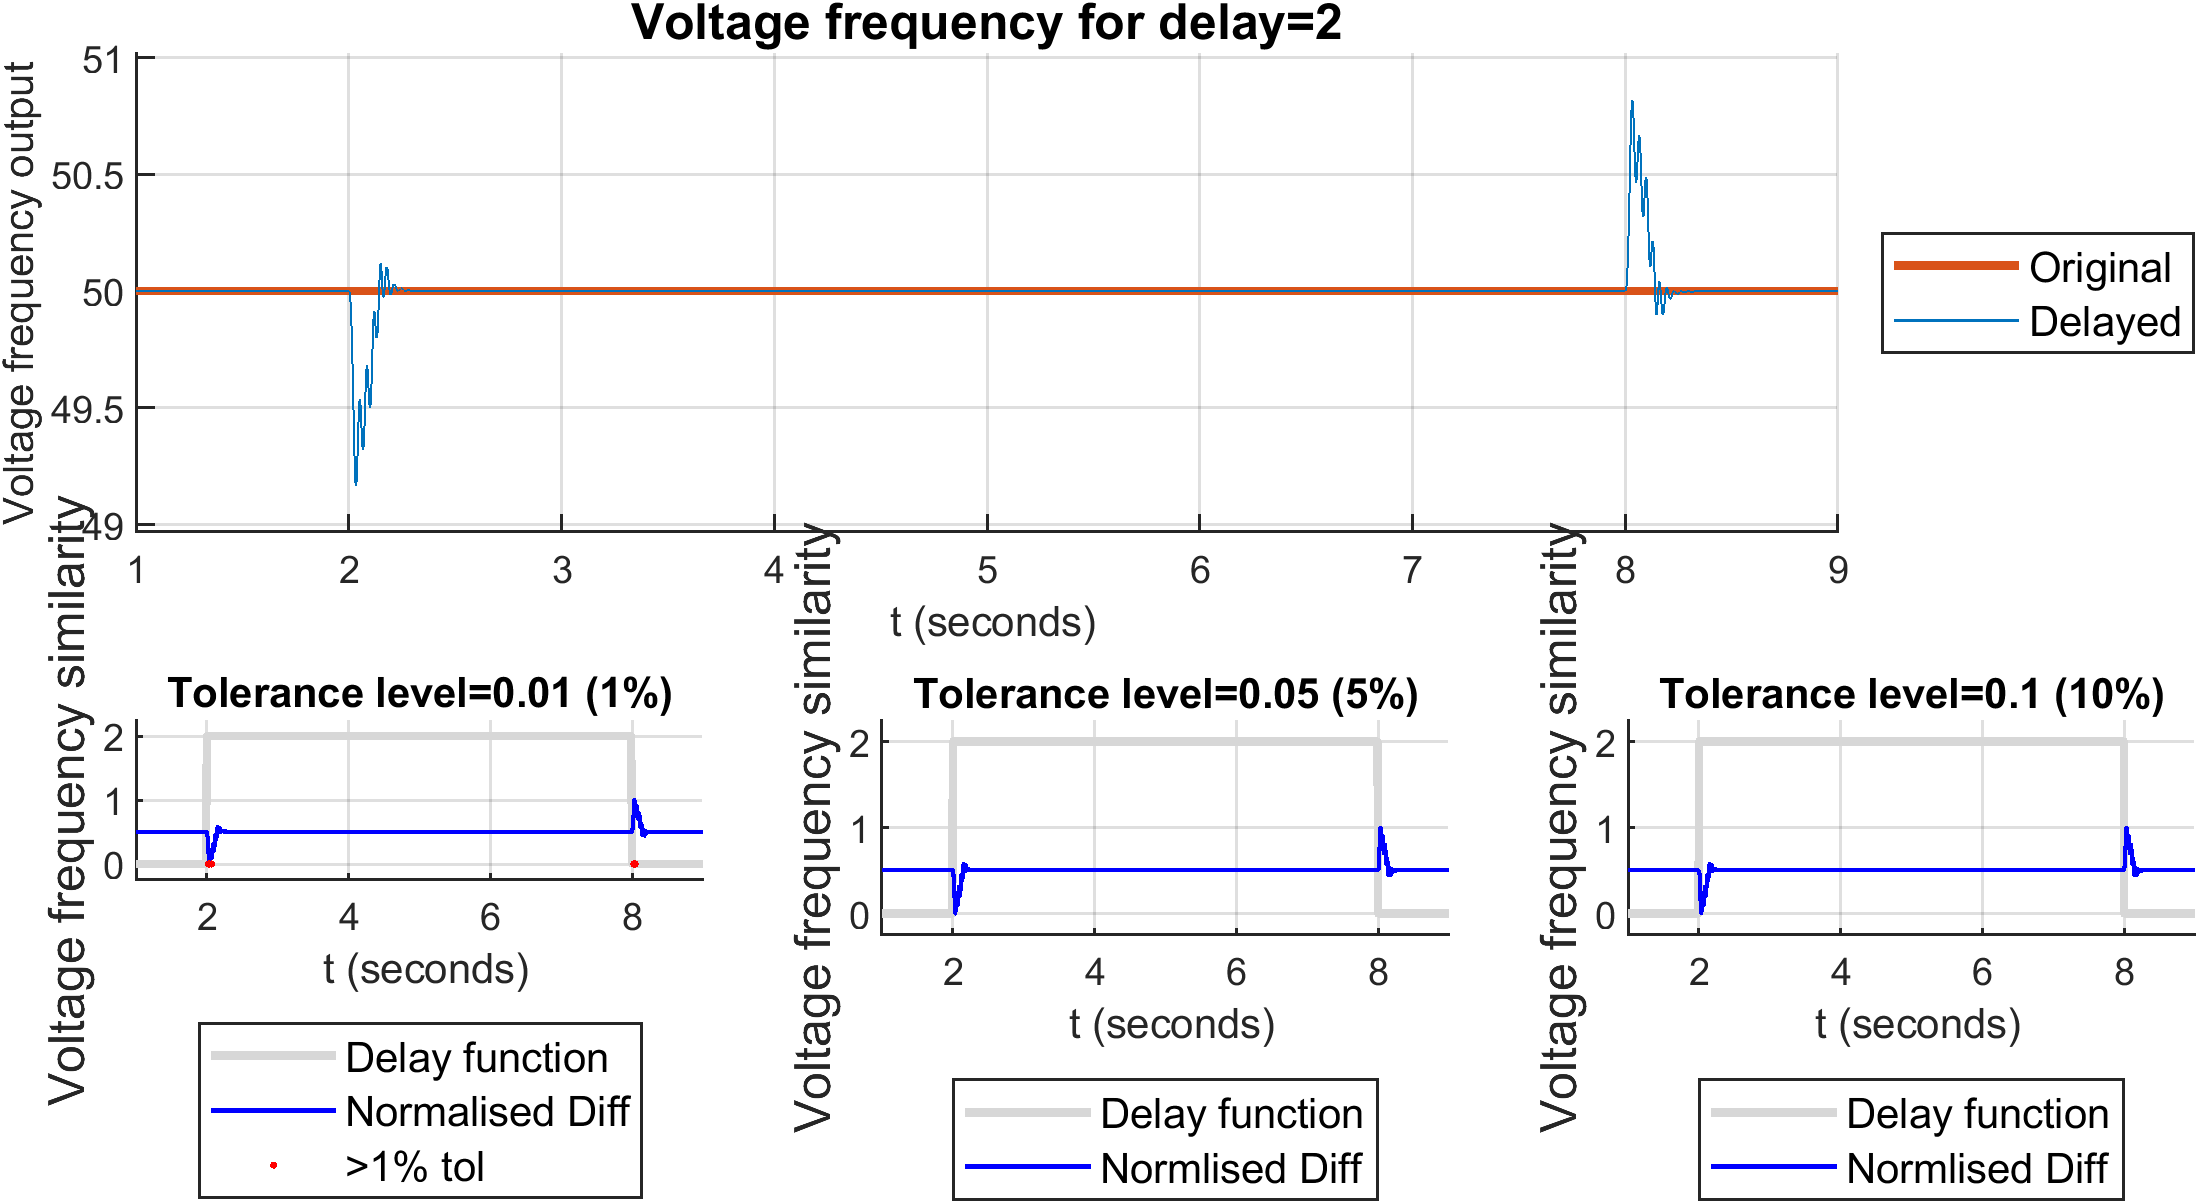 Voltage frequency for delay=2
Voltage frequency output
51
50.5
50
49.5
49
1 2 3 4 5 6 7 8 9
t (seconds)
Original
Delayed
Tolerance level=0.01 (1%)
Voltage frequency similarity
2
1
0
2 4 6 8
t (seconds)
Delay function
Normalised Diff
>1% tol
Tolerance level=0.05 (5%)
Voltage frequency similarity
2
1
0
2 4 6 8
t (seconds)
Delay function
Normlised Diff
Tolerance level=0.1 (10%)
Voltage frequency similarity
2
1
0
2 4 6 8
t (seconds)
Delay function
Normlised Diff